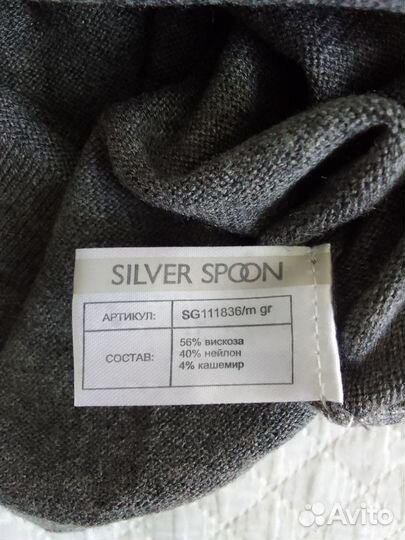 SILVER SPOON
АРТИКУЛ: SG111836/m gr
СОСТАВ: 56% вискоза
40% нейлон
4% кашемир
Avito